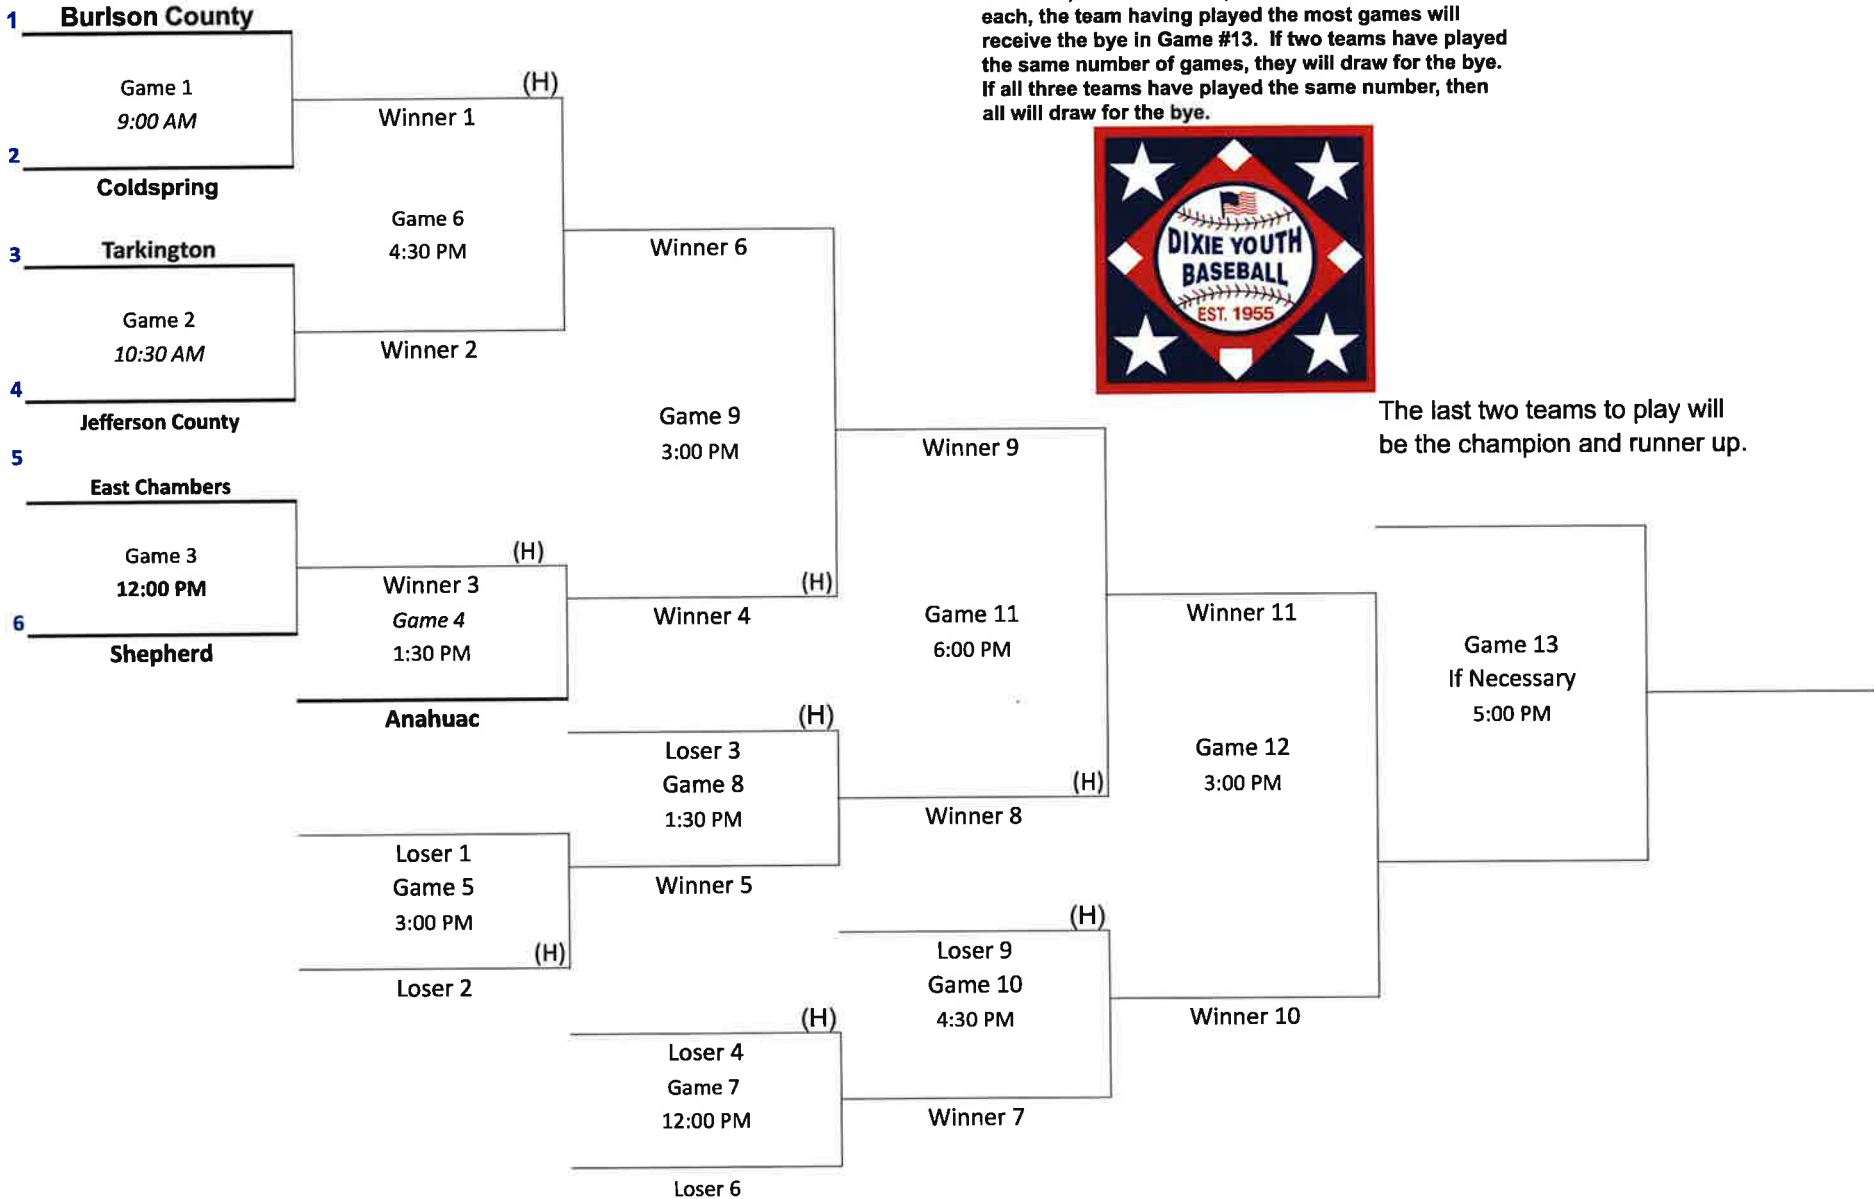 1 Burlson County
Game 1
9:00 AM
2
Coldspring
3 Tarkington
Game 2
10:30 AM
4
Jefferson County
5
East Chambers
Game 3
12:00 PM
6
Shepherd
(H)
Winner 1
Game 6
4:30 PM
Winner 2
(H)
Winner 3
Game 4
1:30 PM
Anahuac
Loser 1
Game 5
3:00 PM
(H)
Loser 2
Winner 6
Game 9
3:00 PM
(H)
Winner 4
(H)
Loser 3
Game 8
1:30 PM
Winner 5
(H)
Loser 4
Game 7
12:00 PM
Loser 6
each, the team having played the most games will
receive the bye in Game #13. If two teams have played
the same number of games, they will draw for the bye.
If all three teams have played the same number, then
all will draw for the bye.
DIXIE YOUTH
BASEBALL
EST. 1955
The last two teams to play will
be the champion and runner up.
Winner 9
Game 11
6:00 PM
(H)
Winner 8
(H)
Loser 9
Game 10
4:30 PM
Winner 7
Winner 11
Game 12
3:00 PM
Winner 10
Game 13
If Necessary
5:00 PM